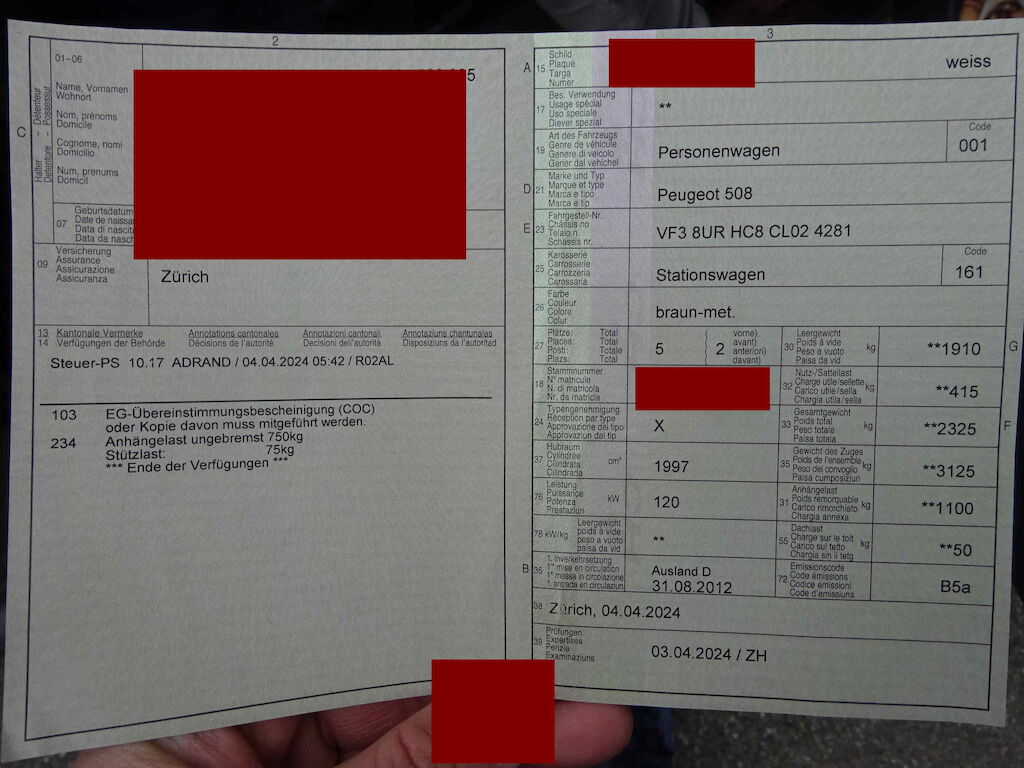 2
01-06
5
Name, Vornamen
Wohnort
Nom, prénoms
Domicile
Cognome, nomi
Domicilio
Num, prenums
Domicil
C
Halter – Détenteur
Detentore – Possessur
07
Geburtsdatum
Date de naissa
Data di nascita
Data da nasch
09
Versicherung
Assurance
Assicurazione
Assicuranza
Zürich
13 Kantonale Vermerke Annotations cantonales Annotazioni cantonali Annotaziuns chantunalas
14 Verfügungen der Behörde Décisions de l'autorité Decisioni dell'autorità Disposiziuns da l'autoritad
Steuer-PS 10.17 ADRAND / 04.04.2024 05:42 / R02AL
103 EG-Übereinstimmungsbescheinigung (COC)
oder Kopie davon muss mitgeführt werden.
234 Anhängelast ungebremst 750kg
Stützlast: 75kg
*** Ende der Verfügungen ***
3
A 15
Schild
Plaque
Targa
Numer
weiss
17
Bes. Verwendung
Usage spécial
Uso speciale
Diever spezial
**
19
Art des Fahrzeugs
Genre de véhicule
Genere di veicolo
Gener dal vehichel
Personenwagen
Code
001
D 21
Marke und Typ
Marque et type
Marca e tipo
Marca e tip
Peugeot 508
E 23
Fahrgestell-Nr.
Châssis no
Telaio n.
Schassis nr.
VF3 8UR HC8 CL02 4281
25
Karosserie
Carrosserie
Carrozzeria
Carossaria
Stationswagen
Code
161
26
Farbe
Couleur
Colore
Colur
braun-met.
27
Plätze: Total
Places: Total
Posti: Totale
Plazs: Total
5
2
vorne)
avant)
anteriori)
davant)
30
Leergewicht
Poids à vide
Peso a vuoto
Paisa da vid
kg
**1910
G
18
Stammnummer
N° matricule
N. di matricola
Nr. da matricla
32
Nutz-/Sattellast
Charge utile/sellette
Carico utile/sella
Chargia utila/sella
kg
**415
24
Typengenehmigung
Réception par type
Approvazione del tipo
Approvaziun dal tip
X
33
Gesamtgewicht
Poids total
Peso totale
Paisa totala
kg
**2325
F
37
Hubraum
Cylindrée
Cilindrata
Cilindrada
cm³
1997
35
Gewicht des Zuges
Poids de l'ensemble
Peso del convoglio
Paisa cumposiziun
kg
**3125
76
Leistung
Puissance
Potenza
Prestaziun
kW
120
31
Anhängelast
Poids remorquable
Carico rimorchiato
Chargia annexa
kg
**1100
78 kW/kg
Leergewicht
poids à vide
peso a vuoto
paisa da vid
**
55
Dachlast
Charge sur le toit
Carico sul tetto
Chargia sin il tetg
kg
**50
B 36
1. Inverkehrsetzung
1re mise en circulation
1a messa in circolazione
1. entrada en circulaziun
Ausland D
31.08.2012
72
Emissionscode
Code émissions
Codice emissioni
Code d'emissiuns
B5a
38
Zürich, 04.04.2024
39
Prüfungen
Expertises
Perizie
Examinaziuns
03.04.2024 / ZH